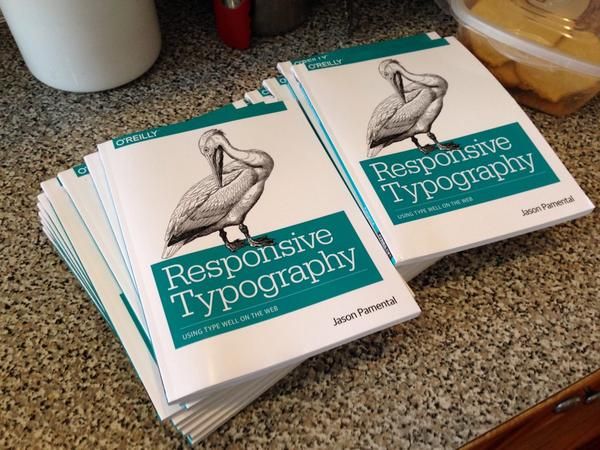 O'REILLY
Responsive
Typography
USING TYPE WELL ON THE WEB
Jason Pamental
O'REILLY
O'REILLY
Responsive
Typography
USING TYPE WELL ON THE WEB
Jason Pamental